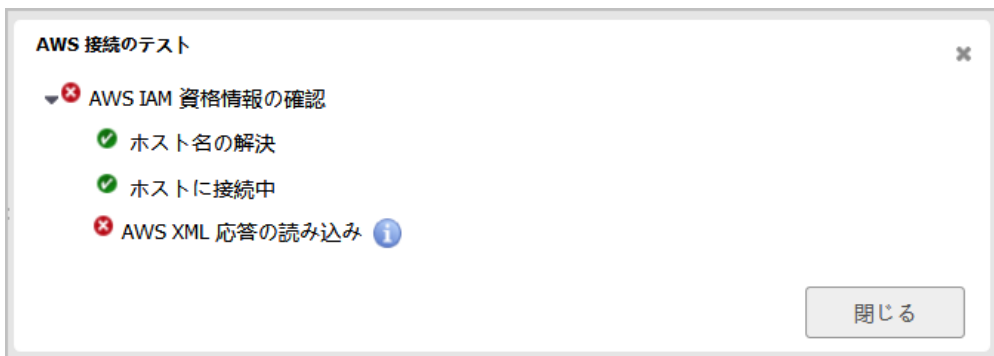 AWS 接続のテスト
AWS IAM 資格情報の確認
ホスト名の解決
ホストに接続中
AWS XML 応答の読み込み
閉じる